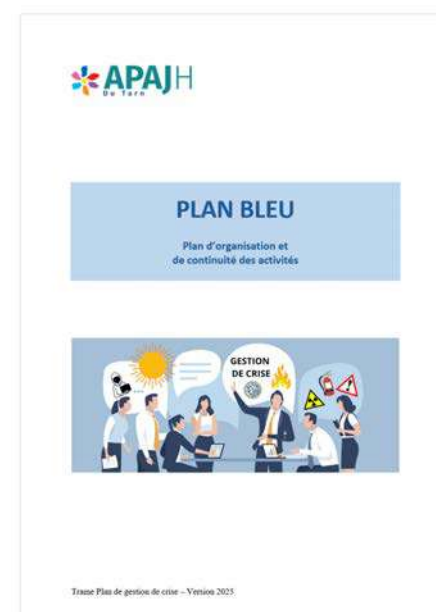 APAJH
Du Tarn
PLAN BLEU
Plan d'organisation et
de continuité des activités
GESTION
DE CRISE
Trame Plan de gestion de crise – Version 2025